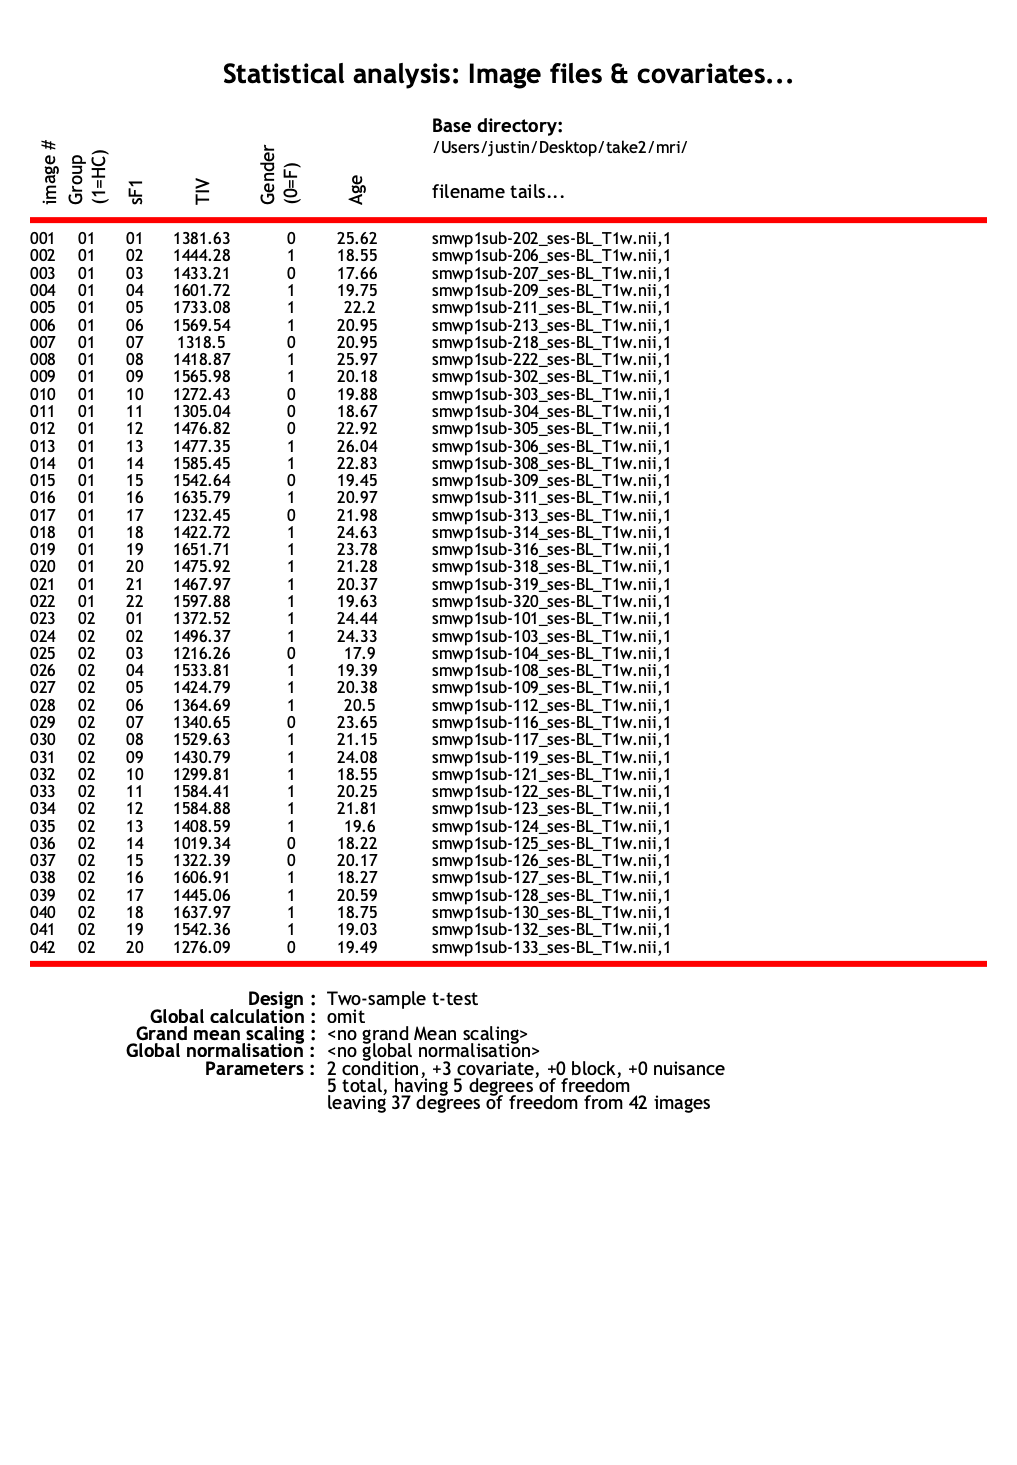 Statistical analysis: Image files & covariates...
image #
Group
(1=HC)
sF1
TIV
Gender
(0=F)
Age
Base directory:
/Users/justin/Desktop/take2/mri/
filename tails...
001 01 01 1381.63 0 25.62 smwp1sub-202_ses-BL_T1w.nii,1
002 01 02 1444.28 1 18.55 smwp1sub-206_ses-BL_T1w.nii,1
003 01 03 1433.21 0 17.66 smwp1sub-207_ses-BL_T1w.nii,1
004 01 04 1601.72 1 19.75 smwp1sub-209_ses-BL_T1w.nii,1
005 01 05 1733.08 1 22.2 smwp1sub-211_ses-BL_T1w.nii,1
006 01 06 1569.54 1 20.95 smwp1sub-213_ses-BL_T1w.nii,1
007 01 07 1318.5 0 20.95 smwp1sub-218_ses-BL_T1w.nii,1
008 01 08 1418.87 1 25.97 smwp1sub-222_ses-BL_T1w.nii,1
009 01 09 1565.98 1 20.18 smwp1sub-302_ses-BL_T1w.nii,1
010 01 10 1272.43 0 19.88 smwp1sub-303_ses-BL_T1w.nii,1
011 01 11 1305.04 0 18.67 smwp1sub-304_ses-BL_T1w.nii,1
012 01 12 1476.82 0 22.92 smwp1sub-305_ses-BL_T1w.nii,1
013 01 13 1477.35 1 26.04 smwp1sub-306_ses-BL_T1w.nii,1
014 01 14 1585.45 1 22.83 smwp1sub-308_ses-BL_T1w.nii,1
015 01 15 1542.64 0 19.45 smwp1sub-309_ses-BL_T1w.nii,1
016 01 16 1635.79 1 20.97 smwp1sub-311_ses-BL_T1w.nii,1
017 01 17 1232.45 0 21.98 smwp1sub-313_ses-BL_T1w.nii,1
018 01 18 1422.72 1 24.63 smwp1sub-314_ses-BL_T1w.nii,1
019 01 19 1651.71 1 23.78 smwp1sub-316_ses-BL_T1w.nii,1
020 01 20 1475.92 1 21.28 smwp1sub-318_ses-BL_T1w.nii,1
021 01 21 1467.97 1 20.37 smwp1sub-319_ses-BL_T1w.nii,1
022 01 22 1597.88 1 19.63 smwp1sub-320_ses-BL_T1w.nii,1
023 02 01 1372.52 1 24.44 smwp1sub-101_ses-BL_T1w.nii,1
024 02 02 1496.37 1 24.33 smwp1sub-103_ses-BL_T1w.nii,1
025 02 03 1216.26 0 17.9 smwp1sub-104_ses-BL_T1w.nii,1
026 02 04 1533.81 1 19.39 smwp1sub-108_ses-BL_T1w.nii,1
027 02 05 1424.79 1 20.38 smwp1sub-109_ses-BL_T1w.nii,1
028 02 06 1364.69 1 20.5 smwp1sub-112_ses-BL_T1w.nii,1
029 02 07 1340.65 0 23.65 smwp1sub-116_ses-BL_T1w.nii,1
030 02 08 1529.63 1 21.15 smwp1sub-117_ses-BL_T1w.nii,1
031 02 09 1430.79 1 24.08 smwp1sub-119_ses-BL_T1w.nii,1
032 02 10 1299.81 1 18.55 smwp1sub-121_ses-BL_T1w.nii,1
033 02 11 1584.41 1 20.25 smwp1sub-122_ses-BL_T1w.nii,1
034 02 12 1584.88 1 21.81 smwp1sub-123_ses-BL_T1w.nii,1
035 02 13 1408.59 1 19.6 smwp1sub-124_ses-BL_T1w.nii,1
036 02 14 1019.34 0 18.22 smwp1sub-125_ses-BL_T1w.nii,1
037 02 15 1322.39 0 20.17 smwp1sub-126_ses-BL_T1w.nii,1
038 02 16 1606.91 1 18.27 smwp1sub-127_ses-BL_T1w.nii,1
039 02 17 1445.06 1 20.59 smwp1sub-128_ses-BL_T1w.nii,1
040 02 18 1637.97 1 18.75 smwp1sub-130_ses-BL_T1w.nii,1
041 02 19 1542.36 1 19.03 smwp1sub-132_ses-BL_T1w.nii,1
042 02 20 1276.09 0 19.49 smwp1sub-133_ses-BL_T1w.nii,1
Design : Two-sample t-test
Global calculation : omit
Grand mean scaling : <no grand Mean scaling>
Global normalisation : <no global normalisation>
Parameters : 2 condition, +3 covariate, +0 block, +0 nuisance
5 total, having 5 degrees of freedom
leaving 37 degrees of freedom from 42 images